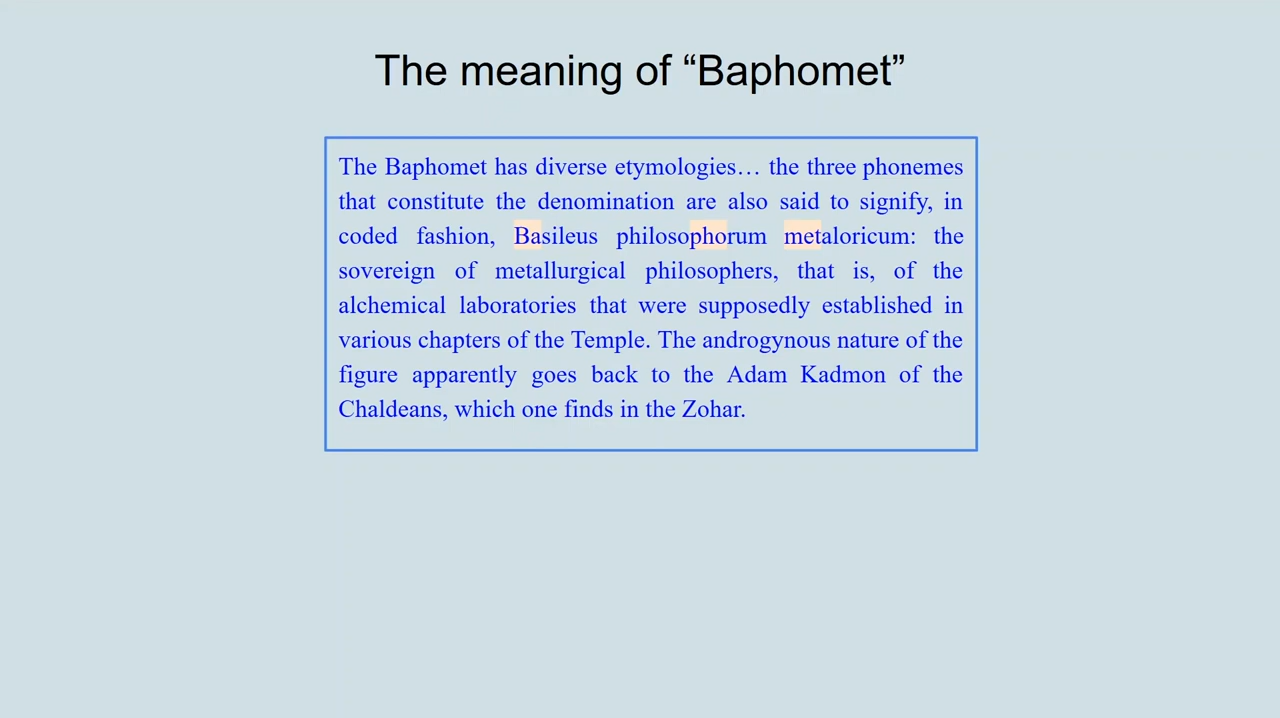 The meaning of “Baphomet”
The Baphomet has diverse etymologies… the three phonemes
that constitute the denomination are also said to signify, in
coded fashion, Basileus philosophorum metaloricum: the
sovereign of metallurgical philosophers, that is, of the
alchemical laboratories that were supposedly established in
various chapters of the Temple. The androgynous nature of the
figure apparently goes back to the Adam Kadmon of the
Chaldeans, which one finds in the Zohar.